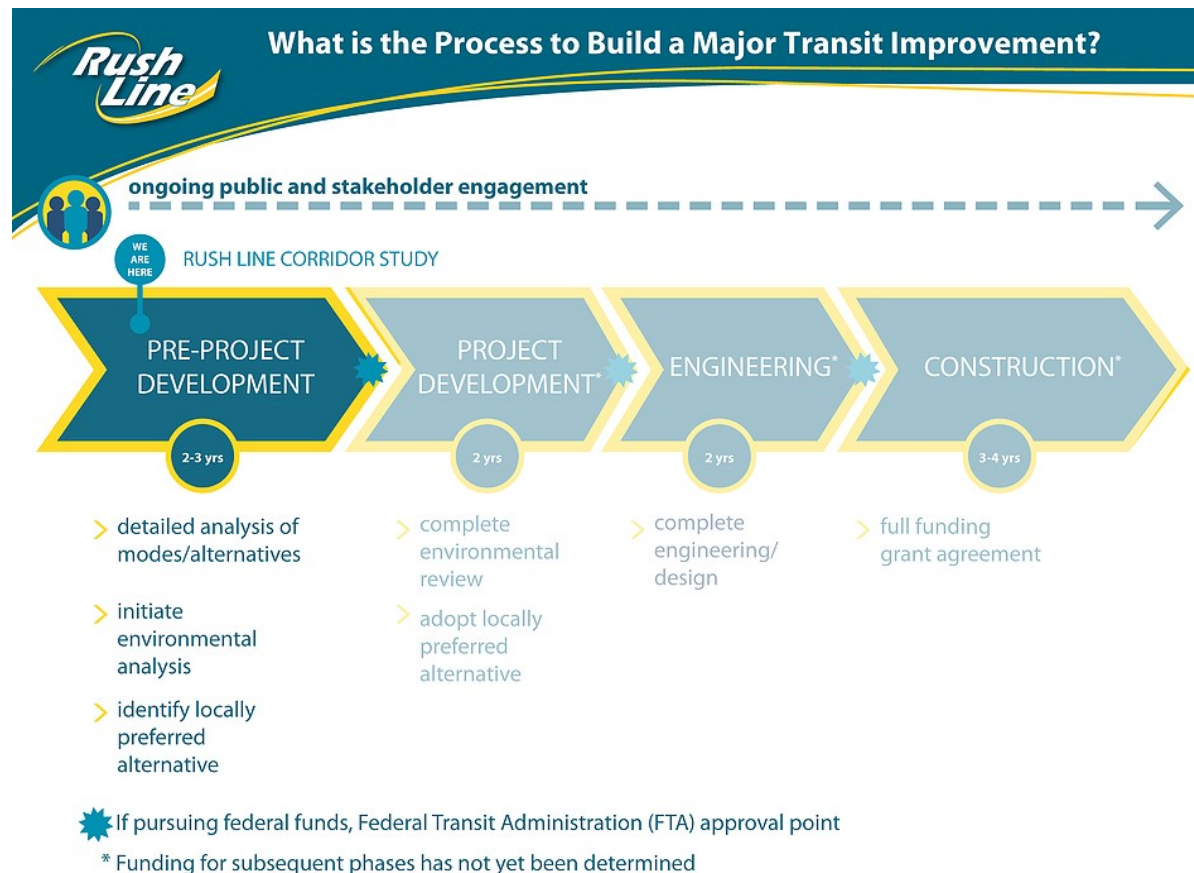 Rush
Line
What is the Process to Build a Major Transit Improvement?
ongoing public and stakeholder engagement
WE
ARE
HERE
RUSH LINE CORRIDOR STUDY
PRE-PROJECT
DEVELOPMENT
2-3 yrs
detailed analysis of
modes/alternatives
initiate
environmental
analysis
identify locally
preferred
alternative
PROJECT
DEVELOPMENT*
2 yrs
complete
environmental
review
adopt locally
preferred
alternative
ENGINEERING*
2 yrs
complete
engineering/
design
CONSTRUCTION*
3-4 yrs
full funding
grant agreement
If pursuing federal funds, Federal Transit Administration (FTA) approval point
* Funding for subsequent phases has not yet been determined